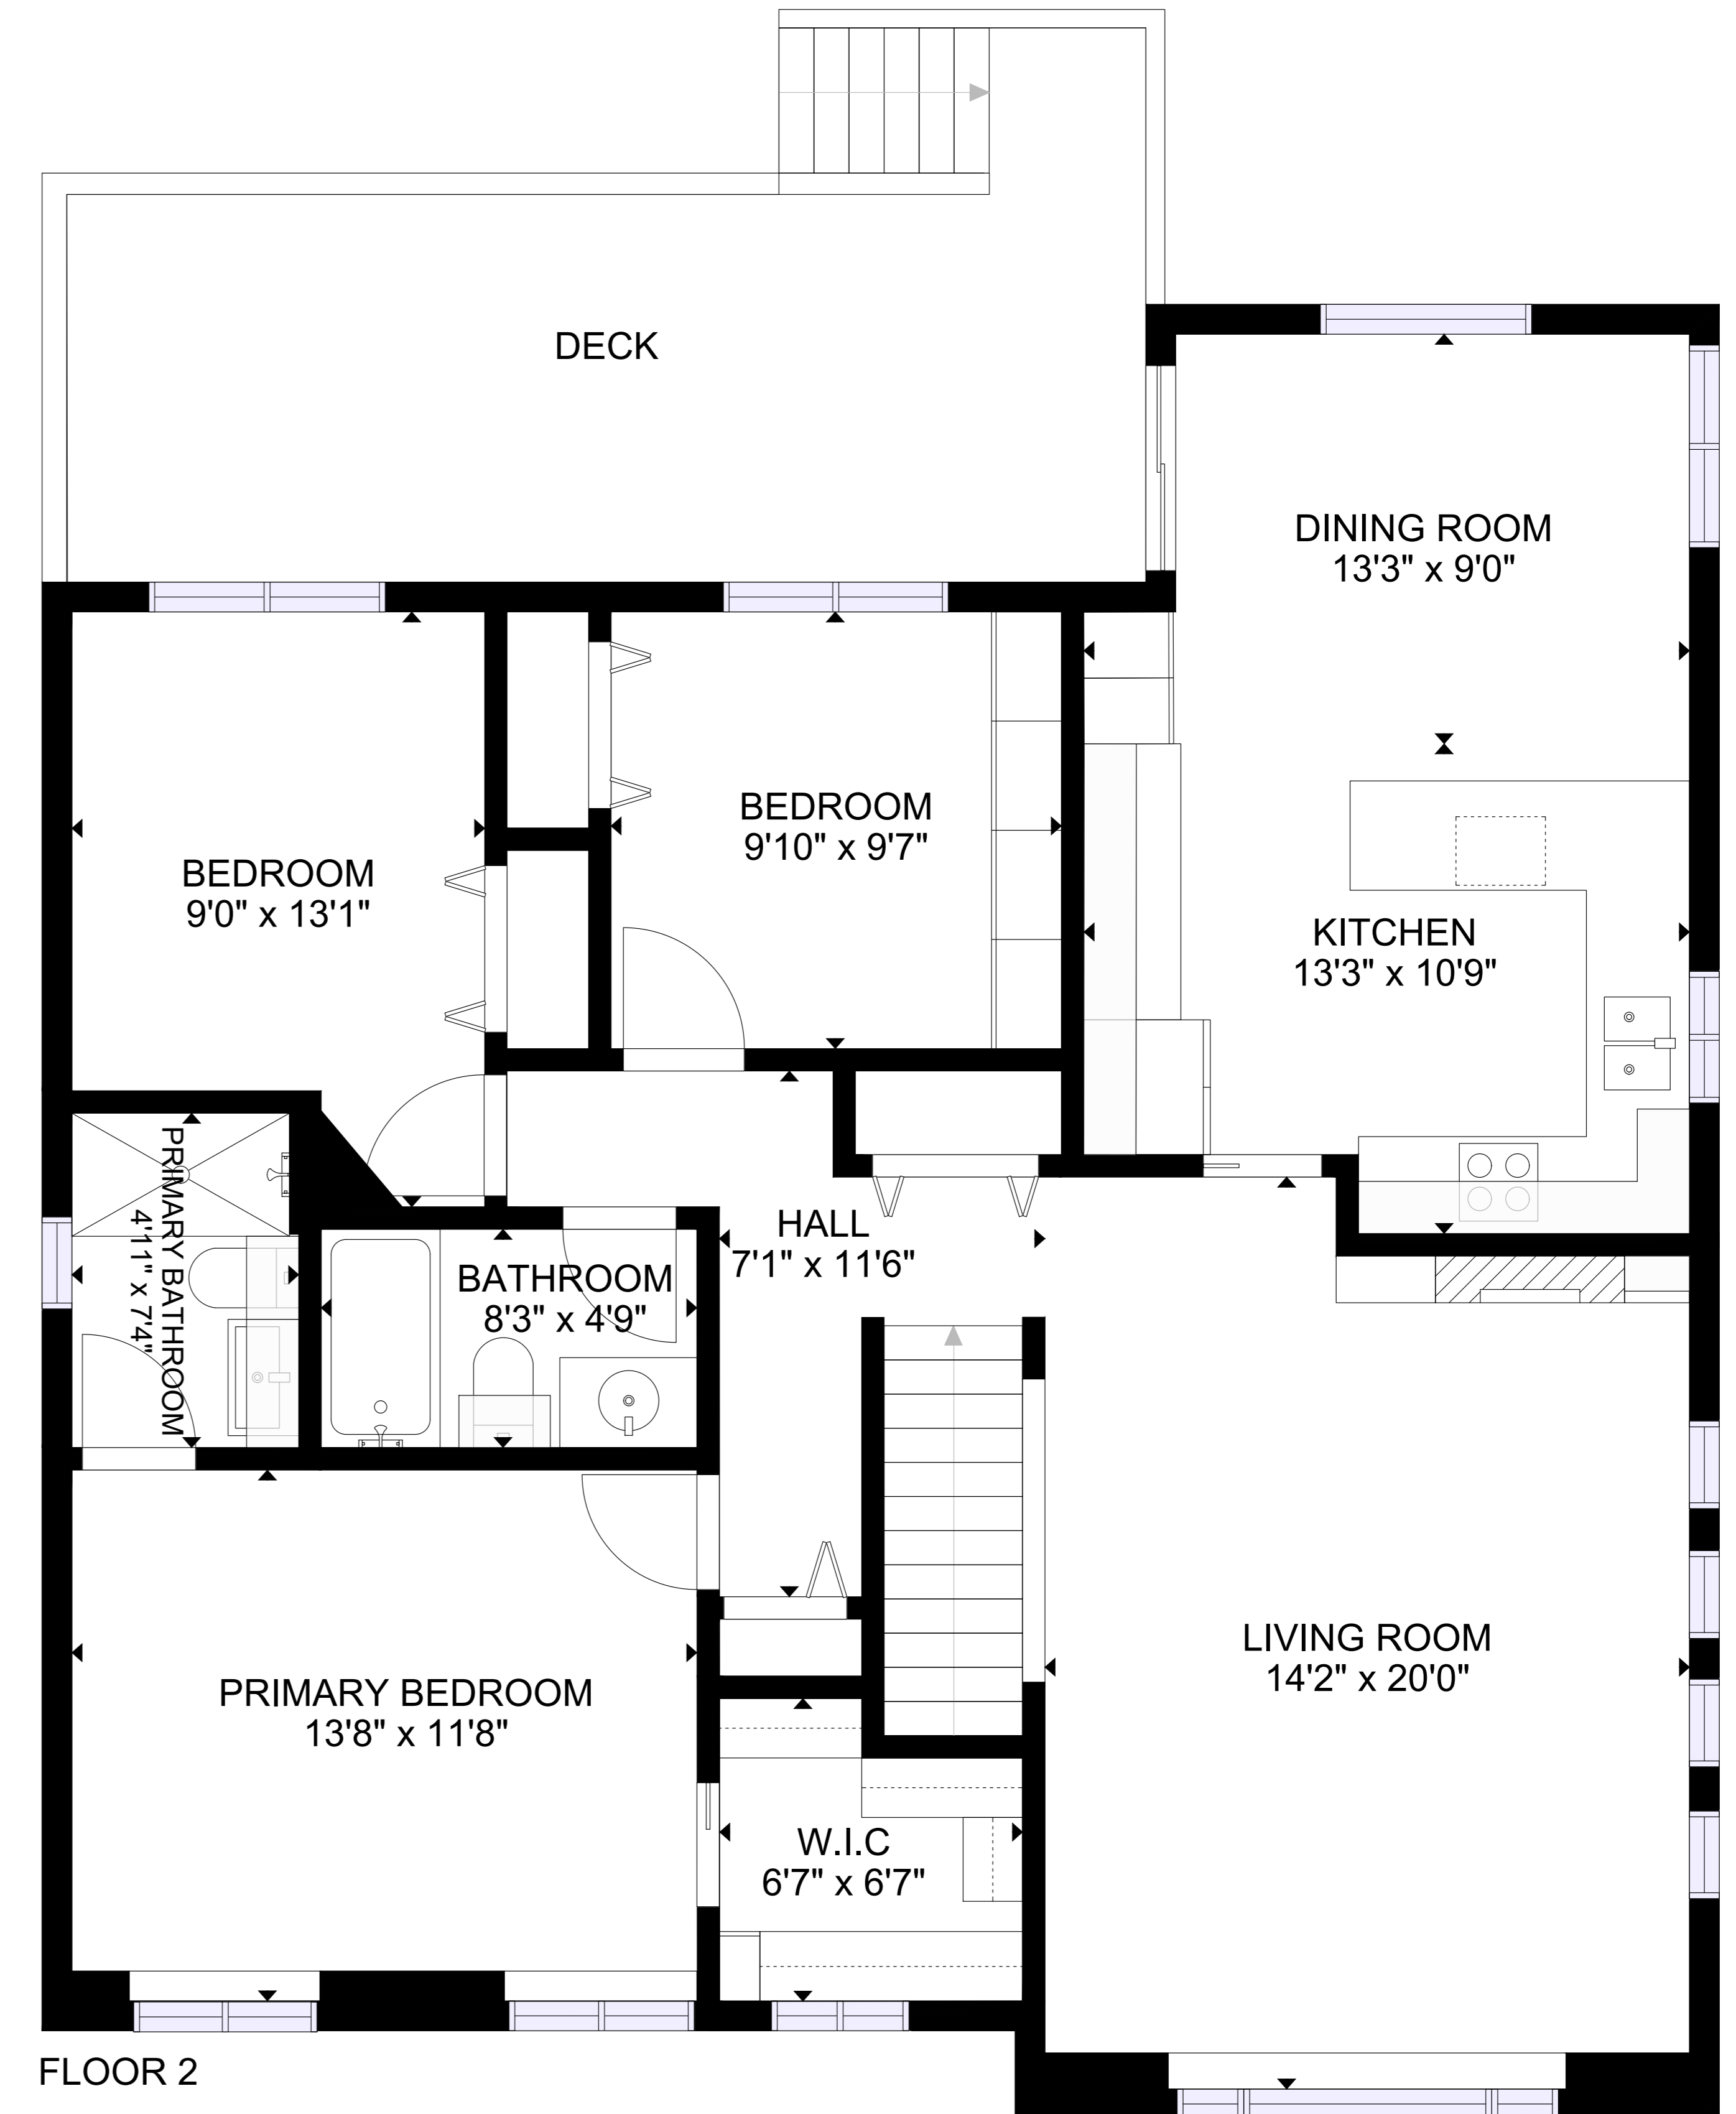 DECK
DINING ROOM
13'3" x 9'0"
BEDROOM
9'10" x 9'7"
BEDROOM
9'0" x 13'1"
KITCHEN
13'3" x 10'9"
PRIMARY BATHROOM
4'11" x 7'4"
HALL
7'1" x 11'6"
BATHROOM
8'3" x 4'9"
LIVING ROOM
14'2" x 20'0"
PRIMARY BEDROOM
13'8" x 11'8"
W.I.C
6'7" x 6'7"
FLOOR 2